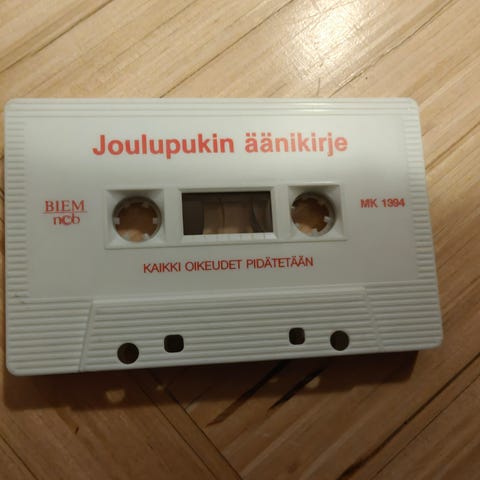 Joulupukin äänikirje
BIEM
ncb
MK 1394
KAIKKI OIKEUDET PIDÄTETÄÄN